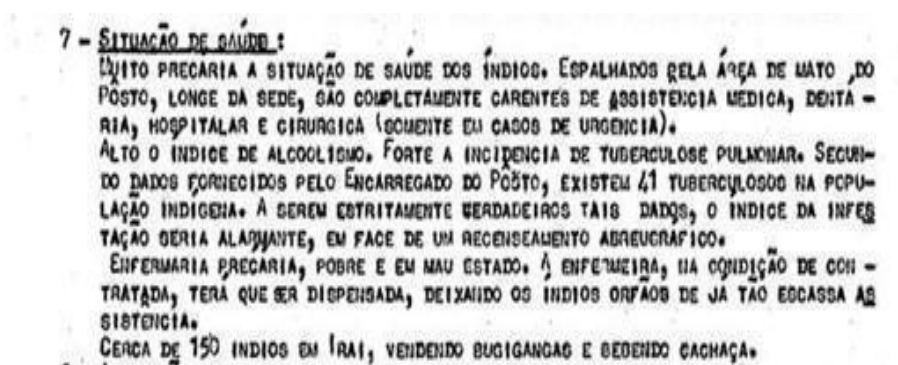 7 - SITUAÇÃO DE SAÚDE :
MUITO PRECARIA A SITUAÇÃO DE SAÚDE DOS ÍNDIOS. ESPALHADOS PELA ÁREA DE MATO ,DO
POSTO, LONGE DA SEDE, SÃO COMPLETAMENTE CARENTES DE ASSISTENCIA MEDICA, DENTA -
RIA, HOSPITALAR E CIRURGICA (SOMENTE EM CASOS DE URGENCIA).
ALTO O INDICE DE ALCOOLISMO. FORTE A INCIDENCIA DE TUBERCULOSE PULMONAR. SEGUN-
DO DADOS FORNECIDOS PELO ENCARREGADO DO POSTO, EXISTEM 41 TUBERCULOSOS NA POPU-
LAÇÃO INDIGENA. A SEREM ESTRITAMENTE VERDADEIROS TAIS DADOS, O INDICE DA INFES
TAÇÃO SERIA ALARMANTE, EM FACE DE UM RECENSEAMENTO ABREUGRAFICO.
ENFERMARIA PRECARIA, POBRE E EM MAU ESTADO. A ENFERMEIRA, NA CONDIÇÃO DE CON -
TRATADA, TERA QUE SER DISPENSADA, DEIXANDO OS INDIOS ORFÃOS DE JA TÃO ESCASSA AS
SISTENCIA.
CERCA DE 150 INDIOS EM IRAI, VENDENDO BUGIGANGAS E BEBENDO CACHAÇA.